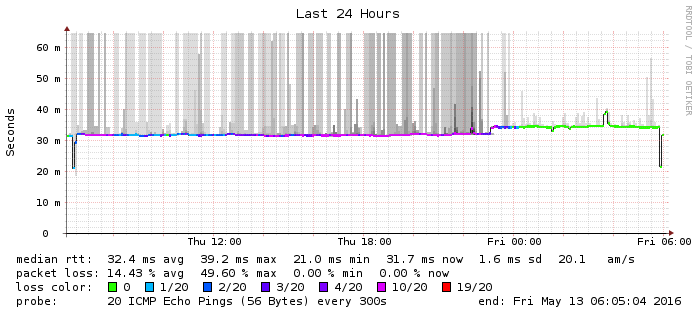 Last 24 Hours
RRDTOOL / TOBI OETIKER
Seconds
60 m
50 m
40 m
30 m
20 m
10 m
0
Thu 12:00 Thu 18:00 Fri 00:00 Fri 06:00
median rtt: 32.4 ms avg 39.2 ms max 21.0 ms min 31.7 ms now 1.6 ms sd 20.1 am/s
packet loss: 14.43 % avg 49.60 % max 0.00 % min 0.00 % now
loss color: 0 1/20 2/20 3/20 4/20 10/20 19/20
probe: 20 ICMP Echo Pings (56 Bytes) every 300s end: Fri May 13 06:05:04 2016